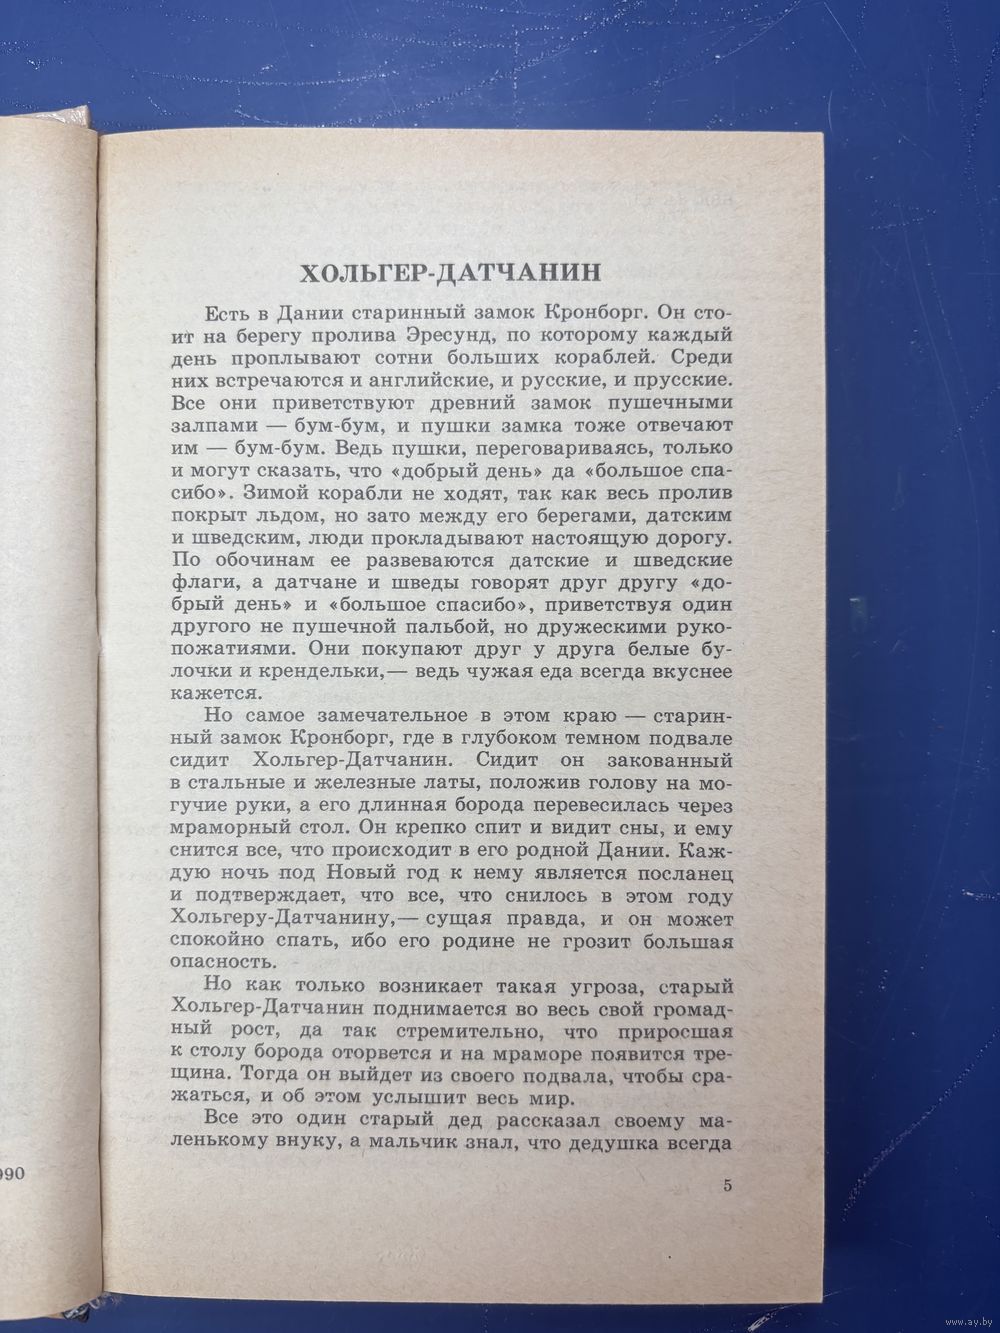 ХОЛЬГЕР-ДАТЧАНИН
Есть в Дании старинный замок Кронборг. Он сто-
ит на берегу пролива Эресунд, по которому каждый
день проплывают сотни больших кораблей. Среди
них встречаются и английские, и русские, и прусские.
Все они приветствуют древний замок пушечными
залпами — бум-бум, и пушки замка тоже отвечают
им — бум-бум. Ведь пушки, переговариваясь, только
и могут сказать, что «добрый день» да «большое спа-
сибо». Зимой корабли не ходят, так как весь пролив
покрыт льдом, но зато между его берегами, датским
и шведским, люди прокладывают настоящую дорогу.
По обочинам ее развеваются датские и шведские
флаги, а датчане и шведы говорят друг другу «до-
брый день» и «большое спасибо», приветствуя один
другого не пушечной пальбой, но дружескими руко-
пожатиями. Они покупают друг у друга белые бу-
лочки и крендельки,— ведь чужая еда всегда вкуснее
кажется.
Но самое замечательное в этом краю — старин-
ный замок Кронборг, где в глубоком темном подвале
сидит Хольгер-Датчанин. Сидит он закованный
в стальные и железные латы, положив голову на мо-
гучие руки, а его длинная борода перевесилась через
мраморный стол. Он крепко спит и видит сны, и ему
снится все, что происходит в его родной Дании. Каж-
дую ночь под Новый год к нему является посланец
и подтверждает, что все, что снилось в этом году
Хольгеру-Датчанину,— сущая правда, и он может
спокойно спать, ибо его родине не грозит большая
опасность.
Но как только возникает такая угроза, старый
Хольгер-Датчанин поднимается во весь свой громад-
ный рост, да так стремительно, что приросшая
к столу борода оторвется и на мраморе появится тре-
щина. Тогда он выйдет из своего подвала, чтобы сра-
жаться, и об этом услышит весь мир.
Все это один старый дед рассказал своему ма-
ленькому внуку, а мальчик знал, что дедушка всегда
5
990
www.ay.by